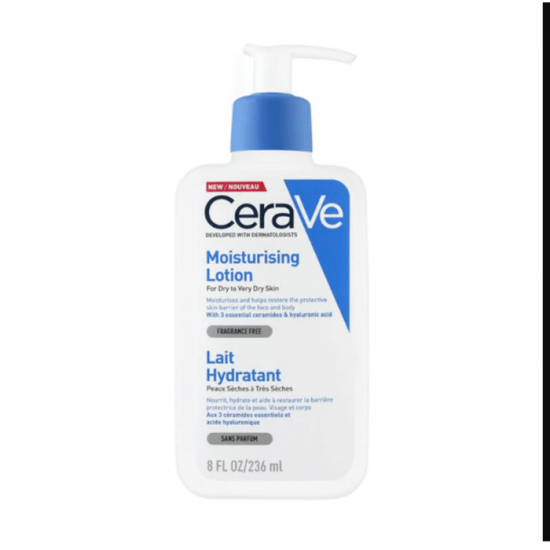 NEW / NOUVEAU
CeraVe
DEVELOPED WITH DERMATOLOGISTS
Moisturising
Lotion
For Dry to Very Dry Skin
Moisturises and helps restore the protective
skin barrier of the face and body
With 3 essential ceramides & hyaluronic acid
FRAGRANCE FREE
Lait
Hydratant
Peaux Sèches à Très Sèches
Nourrit, hydrate et aide à restaurer la barrière
protectrice de la peau. Visage et corps
Aux 3 céramides essentiels et
acide hyaluronique
SANS PARFUM
8 FL OZ/236 ml